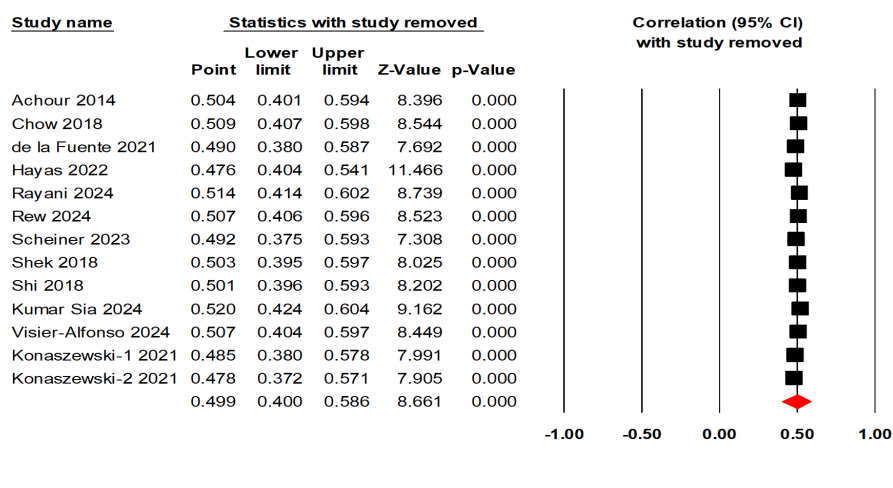 Study name Statistics with study removed Correlation (95% CI)
with study removed
Lower Upper
Point limit limit Z-Value p-Value
Achour 2014 0.504 0.401 0.594 8.396 0.000
Chow 2018 0.509 0.407 0.598 8.544 0.000
de la Fuente 2021 0.490 0.380 0.587 7.692 0.000
Hayas 2022 0.476 0.404 0.541 11.466 0.000
Rayani 2024 0.514 0.414 0.602 8.739 0.000
Rew 2024 0.507 0.406 0.596 8.523 0.000
Scheiner 2023 0.492 0.375 0.593 7.308 0.000
Shek 2018 0.503 0.395 0.597 8.025 0.000
Shi 2018 0.501 0.396 0.593 8.202 0.000
Kumar Sia 2024 0.520 0.424 0.604 9.162 0.000
Visier-Alfonso 2024 0.507 0.404 0.597 8.449 0.000
Konaszewski-1 2021 0.485 0.380 0.578 7.991 0.000
Konaszewski-2 2021 0.478 0.372 0.571 7.905 0.000
0.499 0.400 0.586 8.661 0.000
-1.00 -0.50 0.00 0.50 1.00